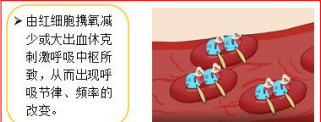 ➤ 由红细胞携氧减
少或大出血休克
刺激呼吸中枢所
致，从而出现呼
吸节律、频率的
改变。